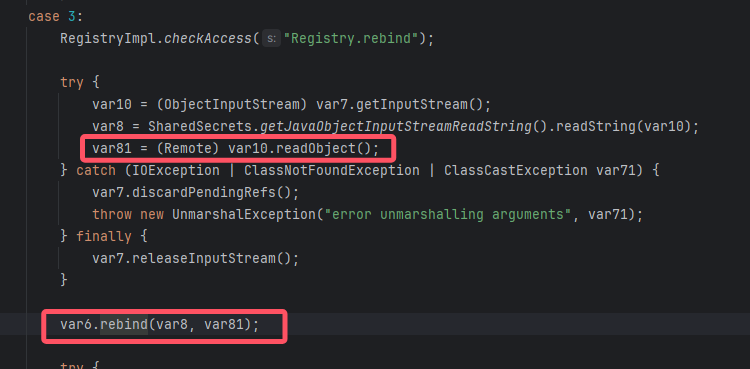 case 3:
RegistryImpl.checkAccess( s: "Registry.rebind");
try {
var10 = (ObjectInputStream) var7.getInputStream();
var8 = SharedSecrets.getJavaObjectInputStreamReadString().readString(var10);
var81 = (Remote) var10.readObject();
} catch (IOException | ClassNotFoundException | ClassCastException var71) {
var7.discardPendingRefs();
throw new UnmarshalException("error unmarshalling arguments", var71);
} finally {
var7.releaseInputStream();
}
var6.rebind(var8, var81);
try {